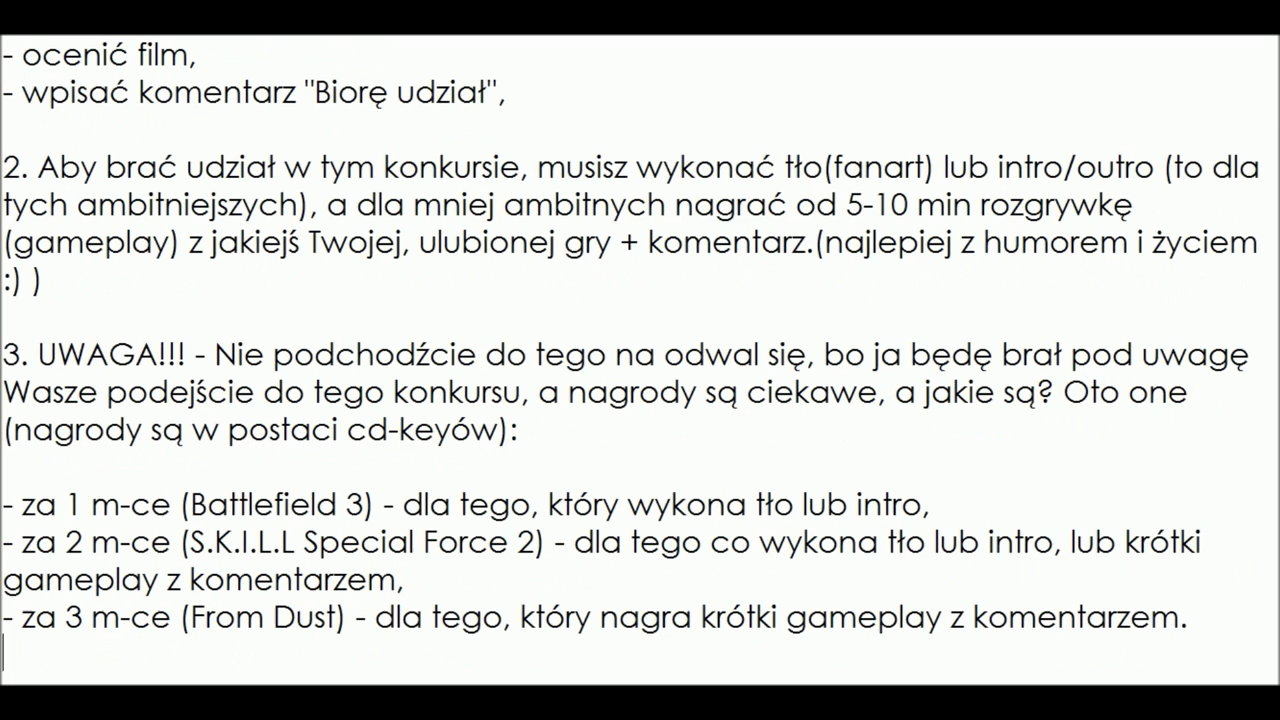 - ocenić film,
- wpisać komentarz "Biorę udział",
2. Aby brać udział w tym konkursie, musisz wykonać tło(fanart) lub intro/outro (to dla
tych ambitniejszych), a dla mniej ambitnych nagrać od 5-10 min rozgrywkę
(gameplay) z jakiejś Twojej, ulubionej gry + komentarz.(najlepiej z humorem i życiem
:) )
3. UWAGA!!! - Nie podchodźcie do tego na odwal się, bo ja będę brał pod uwagę
Wasze podejście do tego konkursu, a nagrody są ciekawe, a jakie są? Oto one
(nagrody są w postaci cd-keyów):
- za 1 m-ce (Battlefield 3) - dla tego, który wykona tło lub intro,
- za 2 m-ce (S.K.I.L.L Special Force 2) - dla tego co wykona tło lub intro, lub krótki
gameplay z komentarzem,
- za 3 m-ce (From Dust) - dla tego, który nagra krótki gameplay z komentarzem.